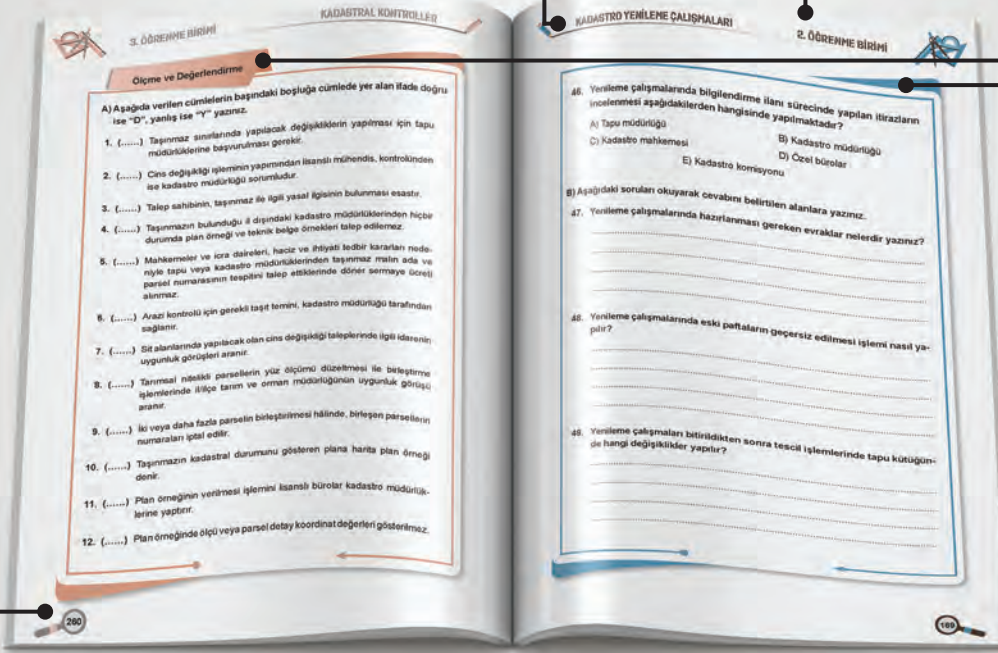 3. ÖĞRENME BİRİMİ
KADASTRAL KONTROLLER
Ölçme ve Değerlendirme
A) Aşağıda verilen cümlelerin başındaki boşluğa cümlede yer alan ifade doğru
ise “D”, yanlış ise “Y” yazınız.
1. (......) Taşınmaz sınırlarında yapılacak değişikliklerin yapılması için tapu
müdürlüklerine başvurulması gerekir.
2. (......) Cins değişikliği işleminin yapımından lisanslı mühendis, kontrolünden
ise kadastro müdürlüğü sorumludur.
3. (......) Talep sahibinin, taşınmaz ile ilgili yasal ilgisinin bulunması esastır.
4. (......) Taşınmazın bulunduğu il dışındaki kadastro müdürlüklerinden hiçbir
durumda plan örneği ve teknik belge örnekleri talep edilemez.
5. (......) Mahkemeler ve icra daireleri, haciz ve ihtiyati tedbir kararları nede-
niyle tapu veya kadastro müdürlüklerinden taşınmaz malın ada ve
parsel numarasının tespitini talep ettiklerinde döner sermaye ücreti
alınmaz.
6. (......) Arazi kontrolü için gerekli taşıt temini, kadastro müdürlüğü tarafından
sağlanır.
7. (......) Sit alanlarında yapılacak olan cins değişikliği taleplerinde ilgili idarenin
uygunluk görüşleri aranır.
8. (......) Tarımsal nitelikli parsellerin yüz ölçümü düzeltmesi ile birleştirme
işlemlerinde il/ilçe tarım ve orman müdürlüğünün uygunluk görüşü
aranır.
9. (......) İki veya daha fazla parselin birleştirilmesi hâlinde, birleşen parsellerin
numaraları iptal edilir.
10. (......) Taşınmazın kadastral durumunu gösteren plana harita plan örneği
denir.
11. (......) Plan örneğinin verilmesi işlemini lisanslı bürolar kadastro müdürlük-
lerine yaptırır.
12. (......) Plan örneğinde ölçü veya parsel detay koordinat değerleri gösterilmez.
260
KADASTRO YENİLEME ÇALIŞMALARI
2. ÖĞRENME BİRİMİ
46. Yenileme çalışmalarında bilgilendirme ilanı sürecinde yapılan itirazların
incelenmesi aşağıdakilerden hangisinde yapılmaktadır?
A) Tapu müdürlüğü
B) Kadastro müdürlüğü
C) Kadastro mahkemesi
D) Özel bürolar
E) Kadastro komisyonu
B) Aşağıdaki soruları okuyarak cevabını belirtilen alanlara yazınız.
47. Yenileme çalışmalarında hazırlanması gereken evraklar nelerdir yazınız?
48. Yenileme çalışmalarında eski paftaların geçersiz edilmesi işlemi nasıl ya-
pılır?
49. Yenileme çalışmaları bitirildikten sonra tescil işlemlerinde tapu kütüğün-
de hangi değişiklikler yapılır?
169